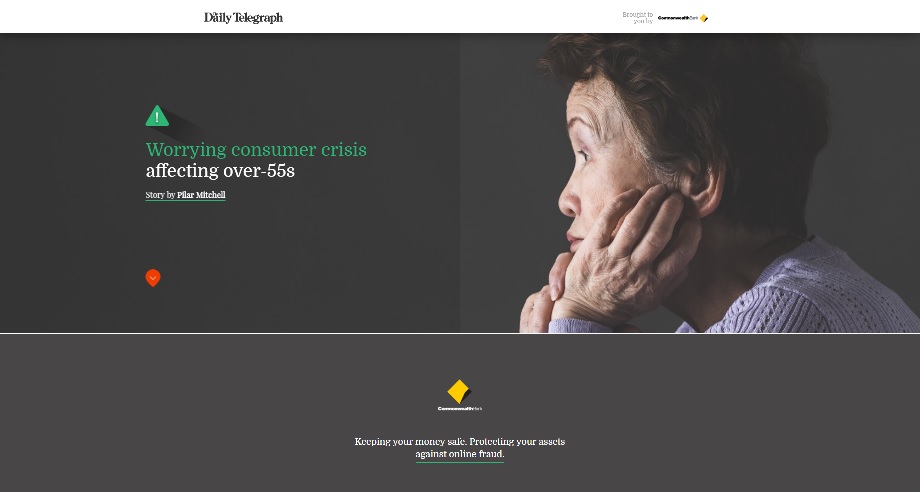 The Daily Telegraph
Brought to
you by
CommonwealthBank
!
Worrying consumer crisis
affecting over-55s
Story by Pilar Mitchell
CommonwealthBank
Keeping your money safe. Protecting your assets
against online fraud.